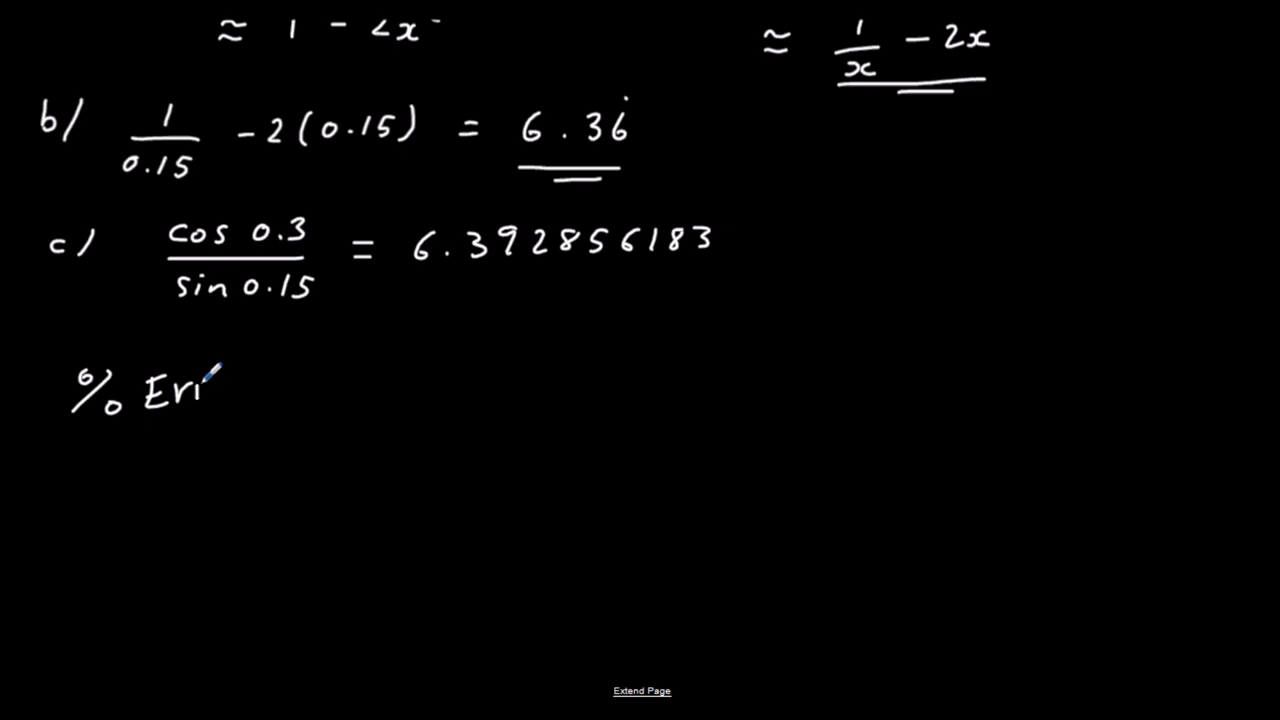 ≈ 1 - 2x²
≈ 1/x - 2x
b) 1/0.15 - 2(0.15) = 6.36̇
c) cos 0.3 / sin 0.15 = 6.392856183
% Err
Extend Page